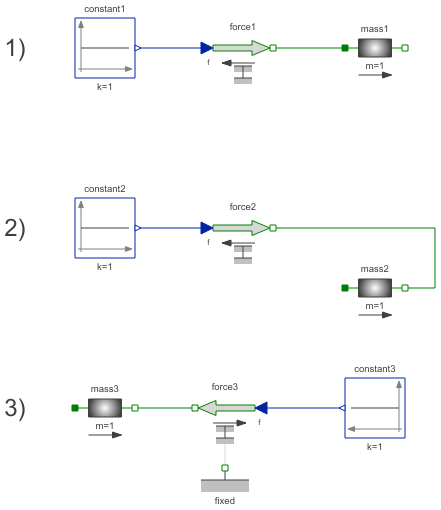 constant1
force1
mass1
1)
f
m=1
k=1
constant2
force2
2)
f
mass2
k=1
m=1
constant3
mass3
force3
3)
f
m=1
k=1
fixed